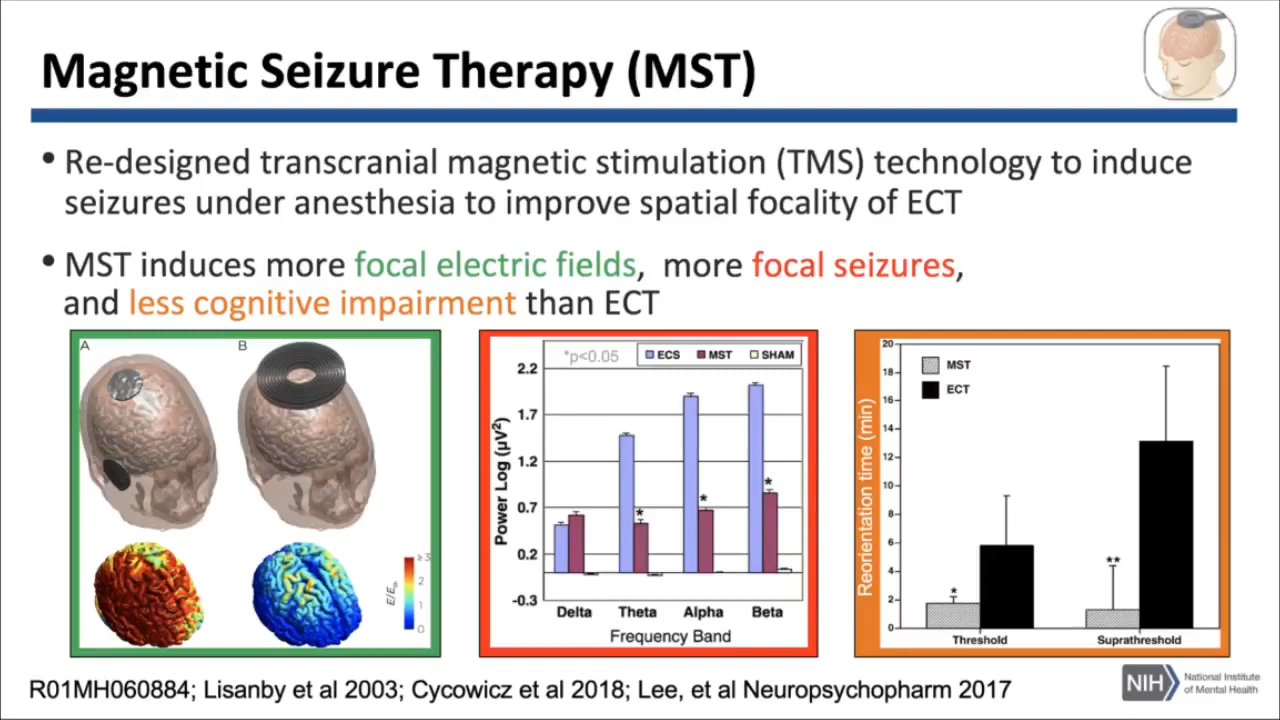 Magnetic Seizure Therapy (MST)
• Re-designed transcranial magnetic stimulation (TMS) technology to induce
seizures under anesthesia to improve spatial focality of ECT
• MST induces more focal electric fields, more focal seizures,
and less cognitive impairment than ECT
A
B
≥3
2
1
0
E/Eth
*p<0.05
ECS MST SHAM
2.2
1.7
1.2
0.7
0.2
-0.3
Power Log (µV²)
* * *
Delta Theta Alpha Beta
Frequency Band
20
18
16
14
12
10
8
6
4
2
0
Reorientation time (min)
MST
ECT
* **
Threshold Suprathreshold
R01MH060884; Lisanby et al 2003; Cycowicz et al 2018; Lee, et al Neuropsychopharm 2017
NIH
National Institute
of Mental Health